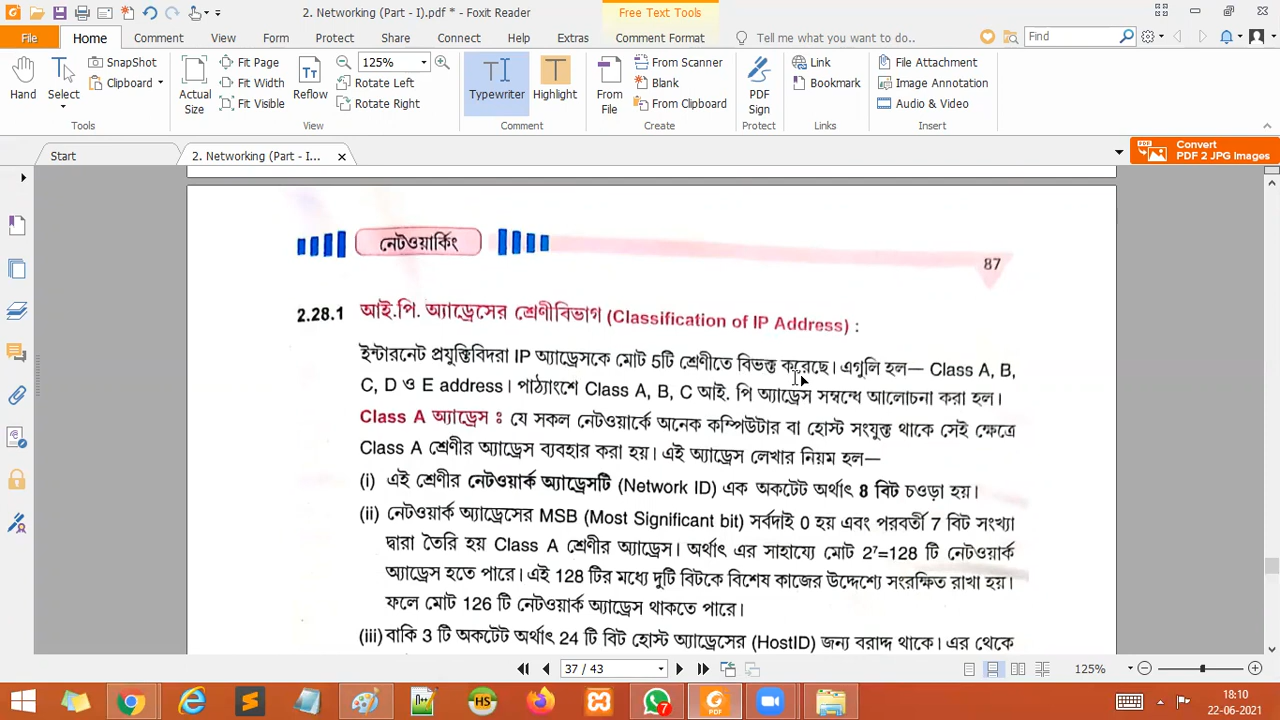 2. Networking (Part - I).pdf * - Foxit Reader
Free Text Tools
File Home Comment View Form Protect Share Connect Help Extras Comment Format Tell me what you want to do... Find
Hand
Select
SnapShot
Clipboard
Tools
Actual Size
Fit Page
Fit Width
Fit Visible
Reflow
125%
Rotate Left
Rotate Right
View
Typewriter
Highlight
Comment
From File
From Scanner
Blank
From Clipboard
Create
PDF Sign
Protect
Link
Bookmark
Links
File Attachment
Image Annotation
Audio & Video
Insert
Start
2. Networking (Part - I...
Convert
PDF 2 JPG Images
নেটওয়ার্কিং
87
2.28.1 আই.পি. অ্যাড্রেসের শ্রেণীবিভাগ (Classification of IP Address) :
ইন্টারনেট প্রযুক্তিবিদরা IP অ্যাড্রেসকে মোট 5টি শ্রেণীতে বিভক্ত করেছে। এগুলি হল— Class A, B,
C, D ও E address। পাঠ্যাংশে Class A, B, C আই. পি অ্যাড্রেস সম্বন্ধে আলোচনা করা হল।
Class A অ্যাড্রেস : যে সকল নেটওয়ার্কে অনেক কম্পিউটার বা হোস্ট সংযুক্ত থাকে সেই ক্ষেত্রে
Class A শ্রেণীর অ্যাড্রেস ব্যবহার করা হয়। এই অ্যাড্রেস লেখার নিয়ম হল—
(i) এই শ্রেণীর নেটওয়ার্ক অ্যাড্রেসটি (Network ID) এক অকটেট অর্থাৎ 8 বিট চওড়া হয়।
(ii) নেটওয়ার্ক অ্যাড্রেসের MSB (Most Significant bit) সর্বদাই 0 হয় এবং পরবর্তী 7 বিট সংখ্যা
দ্বারা তৈরি হয় Class A শ্রেণীর অ্যাড্রেস। অর্থাৎ এর সাহায্যে মোট 2⁷=128 টি নেটওয়ার্ক
অ্যাড্রেস হতে পারে। এই 128 টির মধ্যে দুটি বিটকে বিশেষ কাজের উদ্দেশ্যে সংরক্ষিত রাখা হয়।
ফলে মোট 126 টি নেটওয়ার্ক অ্যাড্রেস থাকতে পারে।
(iii) বাকি 3 টি অকটেট অর্থাৎ 24 টি বিট হোস্ট অ্যাড্রেসের (HostID) জন্য বরাদ্দ থাকে। এর থেকে
37 / 43
125%
7
18:10
22-06-2021